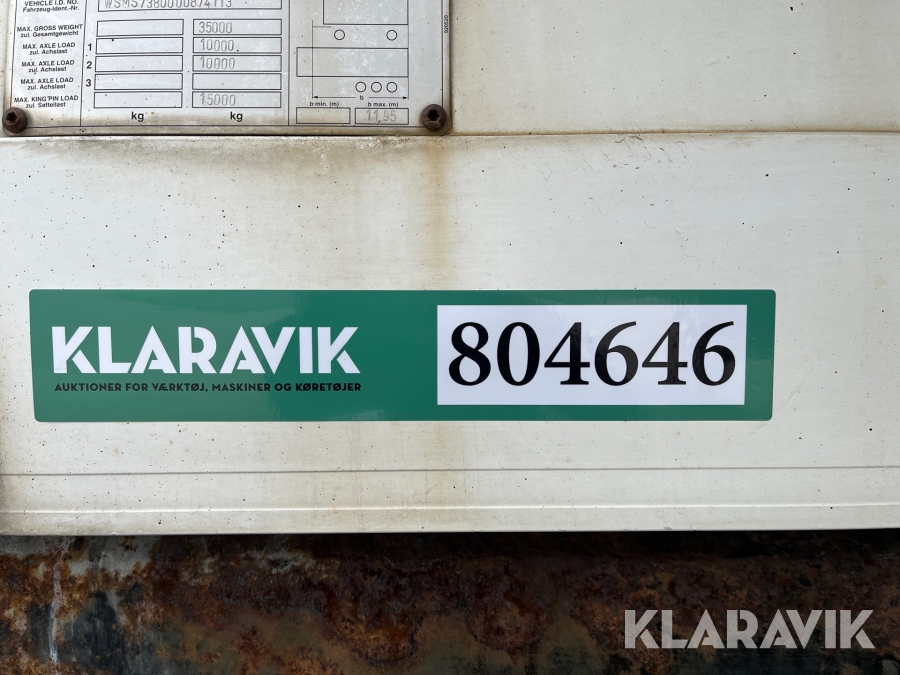 VEHICLE I.D. NO.
Fahrzeug-Ident.-Nr.
WSMS7380000874113
MAX. GROSS WEIGHT
zul. Gesamtgewicht
35000
MAX. AXLE LOAD
zul. Achslast
1
10000
MAX. AXLE LOAD
zul. Achslast
2
10000
MAX. AXLE LOAD
zul. Achslast
3
MAX. KING PIN LOAD
zul. Sattellast
15000
kg
kg
b
b min. (m)
b max. (m)
11,95
KLARAVIK
AUKTIONER FOR VÆRKTØJ, MASKINER OG KØRETØJER
804646
KLARAVIK